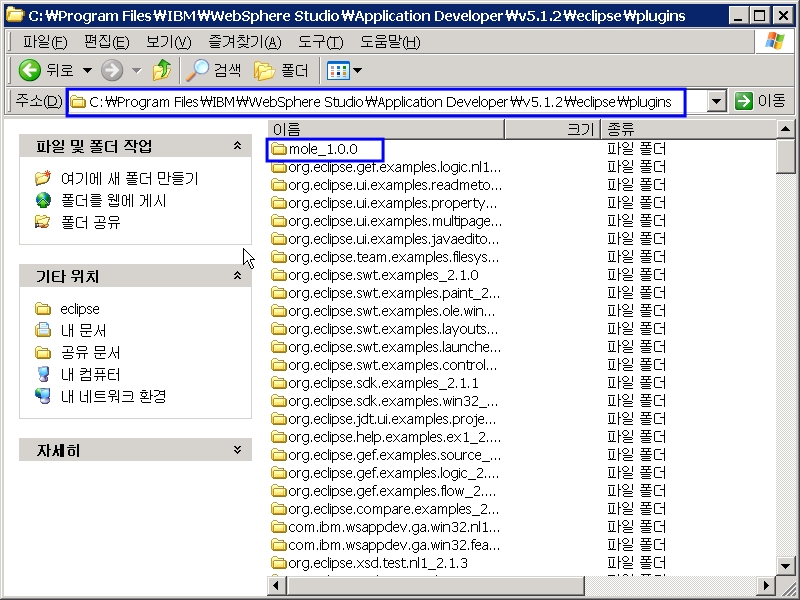 C:₩Program Files₩IBM₩WebSphere Studio₩Application Developer₩v5.1.2₩eclipse₩plugins
파일(F) 편집(E) 보기(V) 즐겨찾기(A) 도구(T) 도움말(H)
뒤로 검색 폴더
주소(D) C:₩Program Files₩IBM₩WebSphere Studio₩Application Developer₩v5.1.2₩eclipse₩plugins 이동
파일 및 폴더 작업
여기에 새 폴더 만들기
폴더를 웹에 게시
폴더 공유
기타 위치
eclipse
내 문서
공유 문서
내 컴퓨터
내 네트워크 환경
자세히
이름 크기 종류
mole_1.0.0 파일 폴더
org.eclipse.gef.examples.logic.nl1... 파일 폴더
org.eclipse.ui.examples.readmeto... 파일 폴더
org.eclipse.ui.examples.property... 파일 폴더
org.eclipse.ui.examples.multipage... 파일 폴더
org.eclipse.ui.examples.javaedito... 파일 폴더
org.eclipse.team.examples.filesys... 파일 폴더
org.eclipse.swt.examples_2.1.0 파일 폴더
org.eclipse.swt.examples.paint_2... 파일 폴더
org.eclipse.swt.examples.ole.win... 파일 폴더
org.eclipse.swt.examples.layouts... 파일 폴더
org.eclipse.swt.examples.launche... 파일 폴더
org.eclipse.swt.examples.control... 파일 폴더
org.eclipse.sdk.examples_2.1.1 파일 폴더
org.eclipse.sdk.examples.win32_... 파일 폴더
org.eclipse.jdt.ui.examples.proje... 파일 폴더
org.eclipse.help.examples.ex1_2.... 파일 폴더
org.eclipse.gef.examples.source_... 파일 폴더
org.eclipse.gef.examples.logic_2.... 파일 폴더
org.eclipse.gef.examples.flow_2.... 파일 폴더
org.eclipse.compare.examples_2... 파일 폴더
com.ibm.wsappdev.ga.win32.nl1... 파일 폴더
com.ibm.wsappdev.ga.win32.fea... 파일 폴더
org.eclipse.xsd.test.nl1_2.1.3 파일 폴더